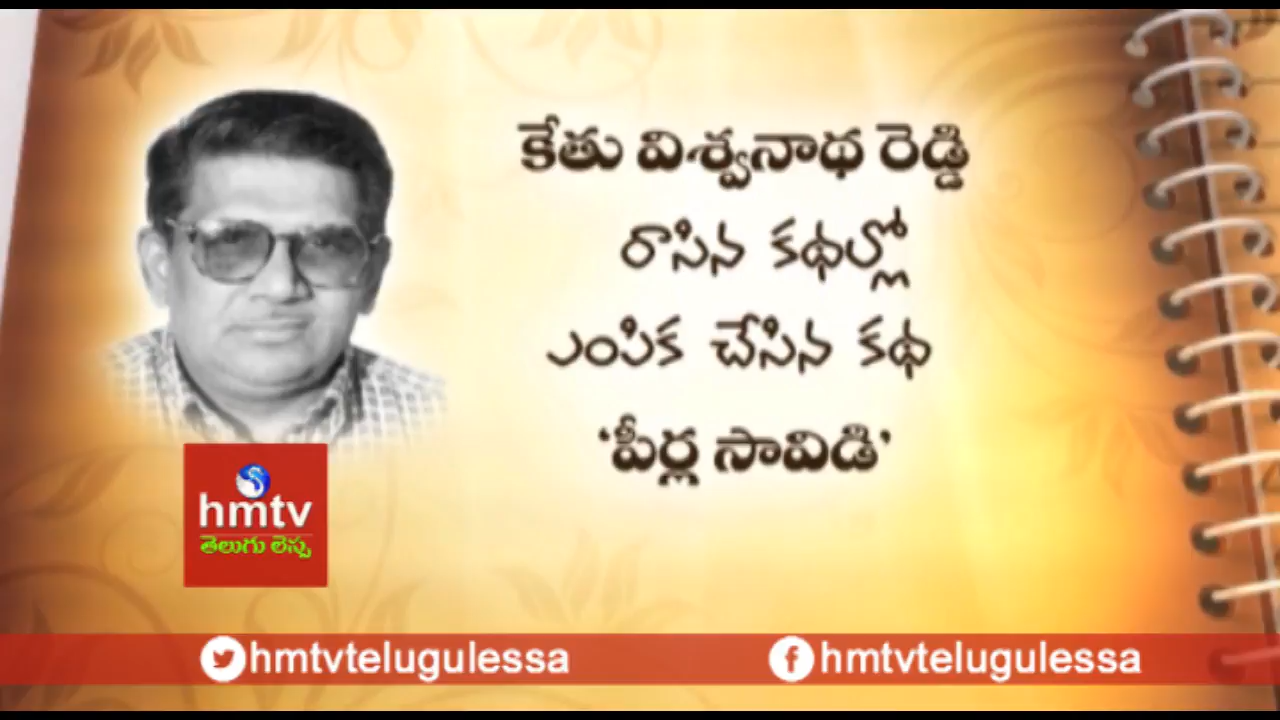 కేతు విశ్వనాథ రెడ్డి
రాసిన కథల్లో
ఎంపిక చేసిన కథ
‘పీర్ల సావిడి’
hmtv
తెలుగు లెస్స
hmtvtelugulessa
hmtvtelugulessa